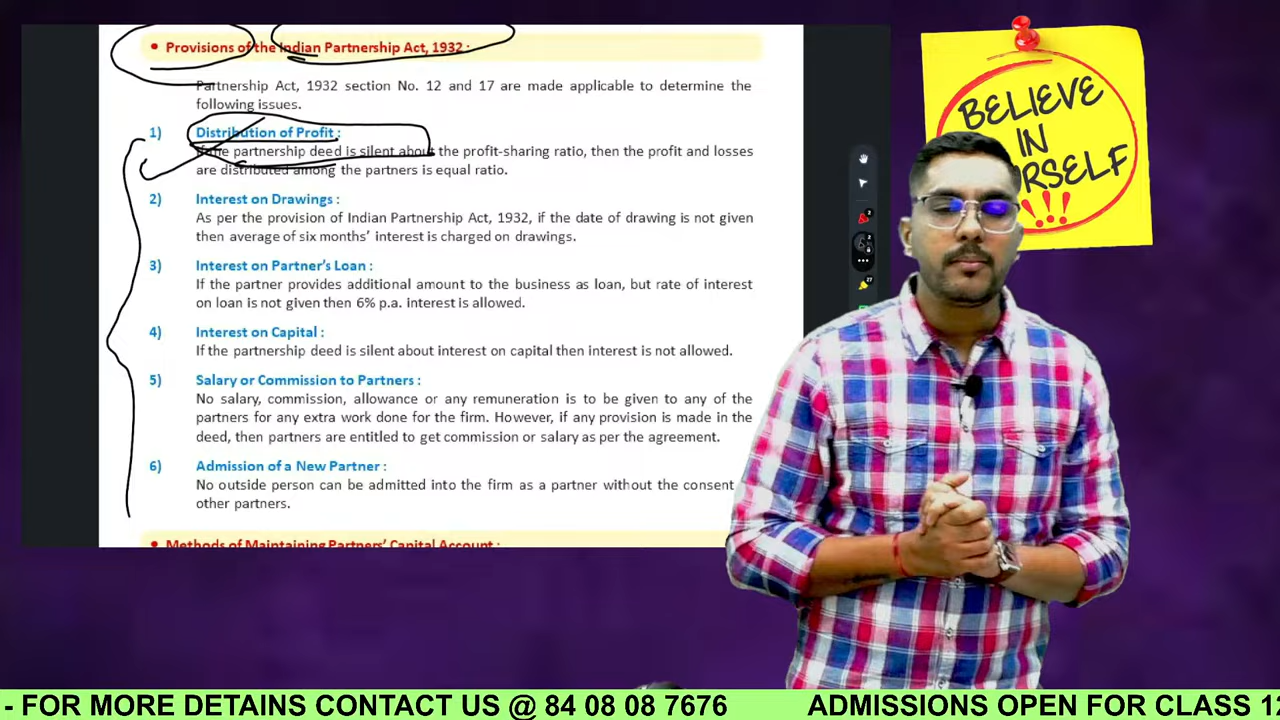 • Provisions of the Indian Partnership Act, 1932 :
Partnership Act, 1932 section No. 12 and 17 are made applicable to determine the
following issues.
1) Distribution of Profit :
If the partnership deed is silent about the profit-sharing ratio, then the profit and losses
are distributed among the partners is equal ratio.
2) Interest on Drawings :
As per the provision of Indian Partnership Act, 1932, if the date of drawing is not given
then average of six months' interest is charged on drawings.
3) Interest on Partner's Loan :
If the partner provides additional amount to the business as loan, but rate of interest
on loan is not given then 6% p.a. interest is allowed.
4) Interest on Capital :
If the partnership deed is silent about interest on capital then interest is not allowed.
5) Salary or Commission to Partners :
No salary, commission, allowance or any remuneration is to be given to any of the
partners for any extra work done for the firm. However, if any provision is made in the
deed, then partners are entitled to get commission or salary as per the agreement.
6) Admission of a New Partner :
No outside person can be admitted into the firm as a partner without the consent
other partners.
• Methods of Maintaining Partners' Capital Account :
BELIEVE
IN
RSELF
!!!
- FOR MORE DETAINS CONTACT US @ 84 08 08 7676 ADMISSIONS OPEN FOR CLASS 12